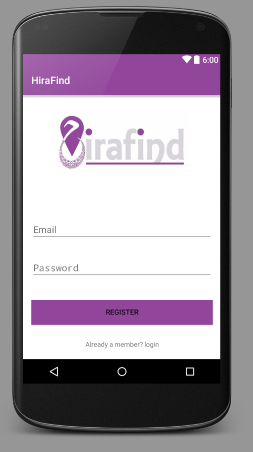 6:00
HiraFind
irafind
Email
Password
REGISTER
Already a member? login